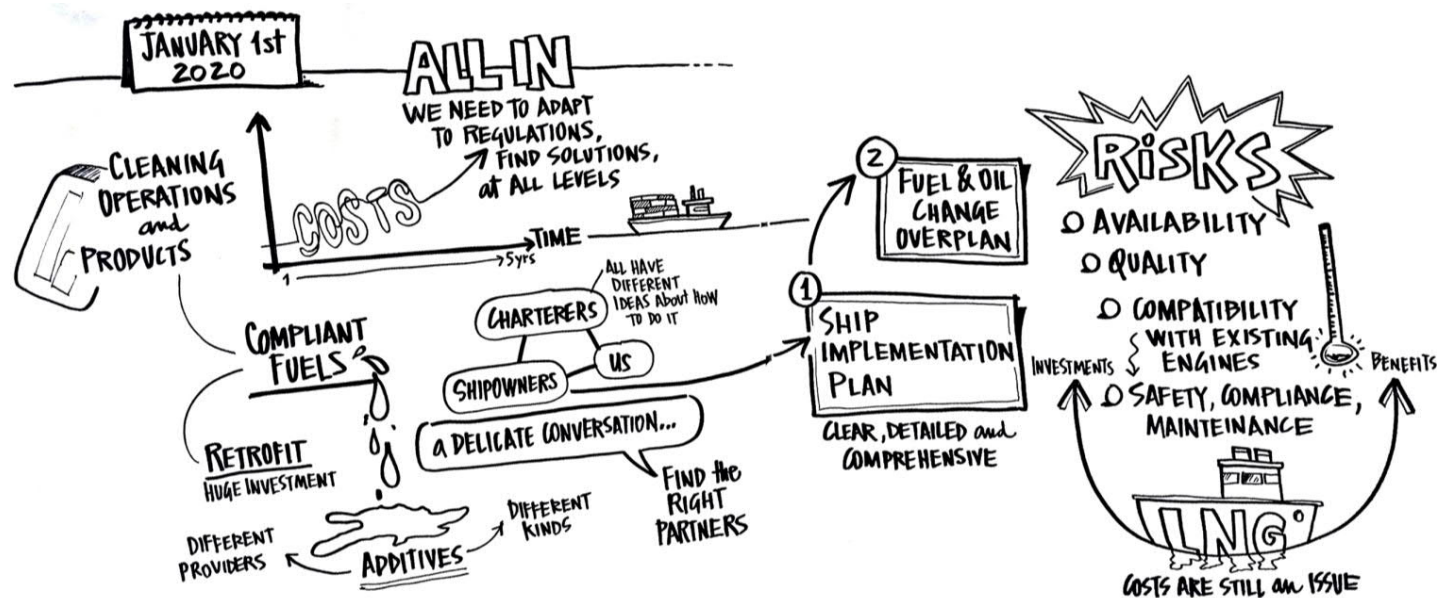 JANUARY 1st
2020
ALL IN
WE NEED TO ADAPT
TO REGULATIONS,
FIND SOLUTIONS,
at ALL LEVELS
CLEANING
OPERATIONS
and
PRODUCTS
COSTS
TIME
1
5yrs
COMPLIANT
FUELS
RETROFIT
HUGE INVESTMENT
DIFFERENT
PROVIDERS
ADDITIVES
DIFFERENT
KINDS
CHARTERERS
ALL HAVE
DIFFERENT
IDEAS ABOUT HOW
TO DO IT
US
SHIPOWNERS
a DELICATE CONVERSATION...
FIND the
RIGHT
PARTNERS
1
SHIP
IMPLEMENTATION
PLAN
CLEAR, DETAILED and
COMPREHENSIVE
2
FUEL & OIL
CHANGE
OVERPLAN
RISKS
AVAILABILITY
QUALITY
COMPATIBILITY
WITH EXISTING
ENGINES
SAFETY, COMPLIANCE,
MAINTEINANCE
INVESTMENTS
BENEFITS
LNG
COSTS ARE STILL an ISSUE